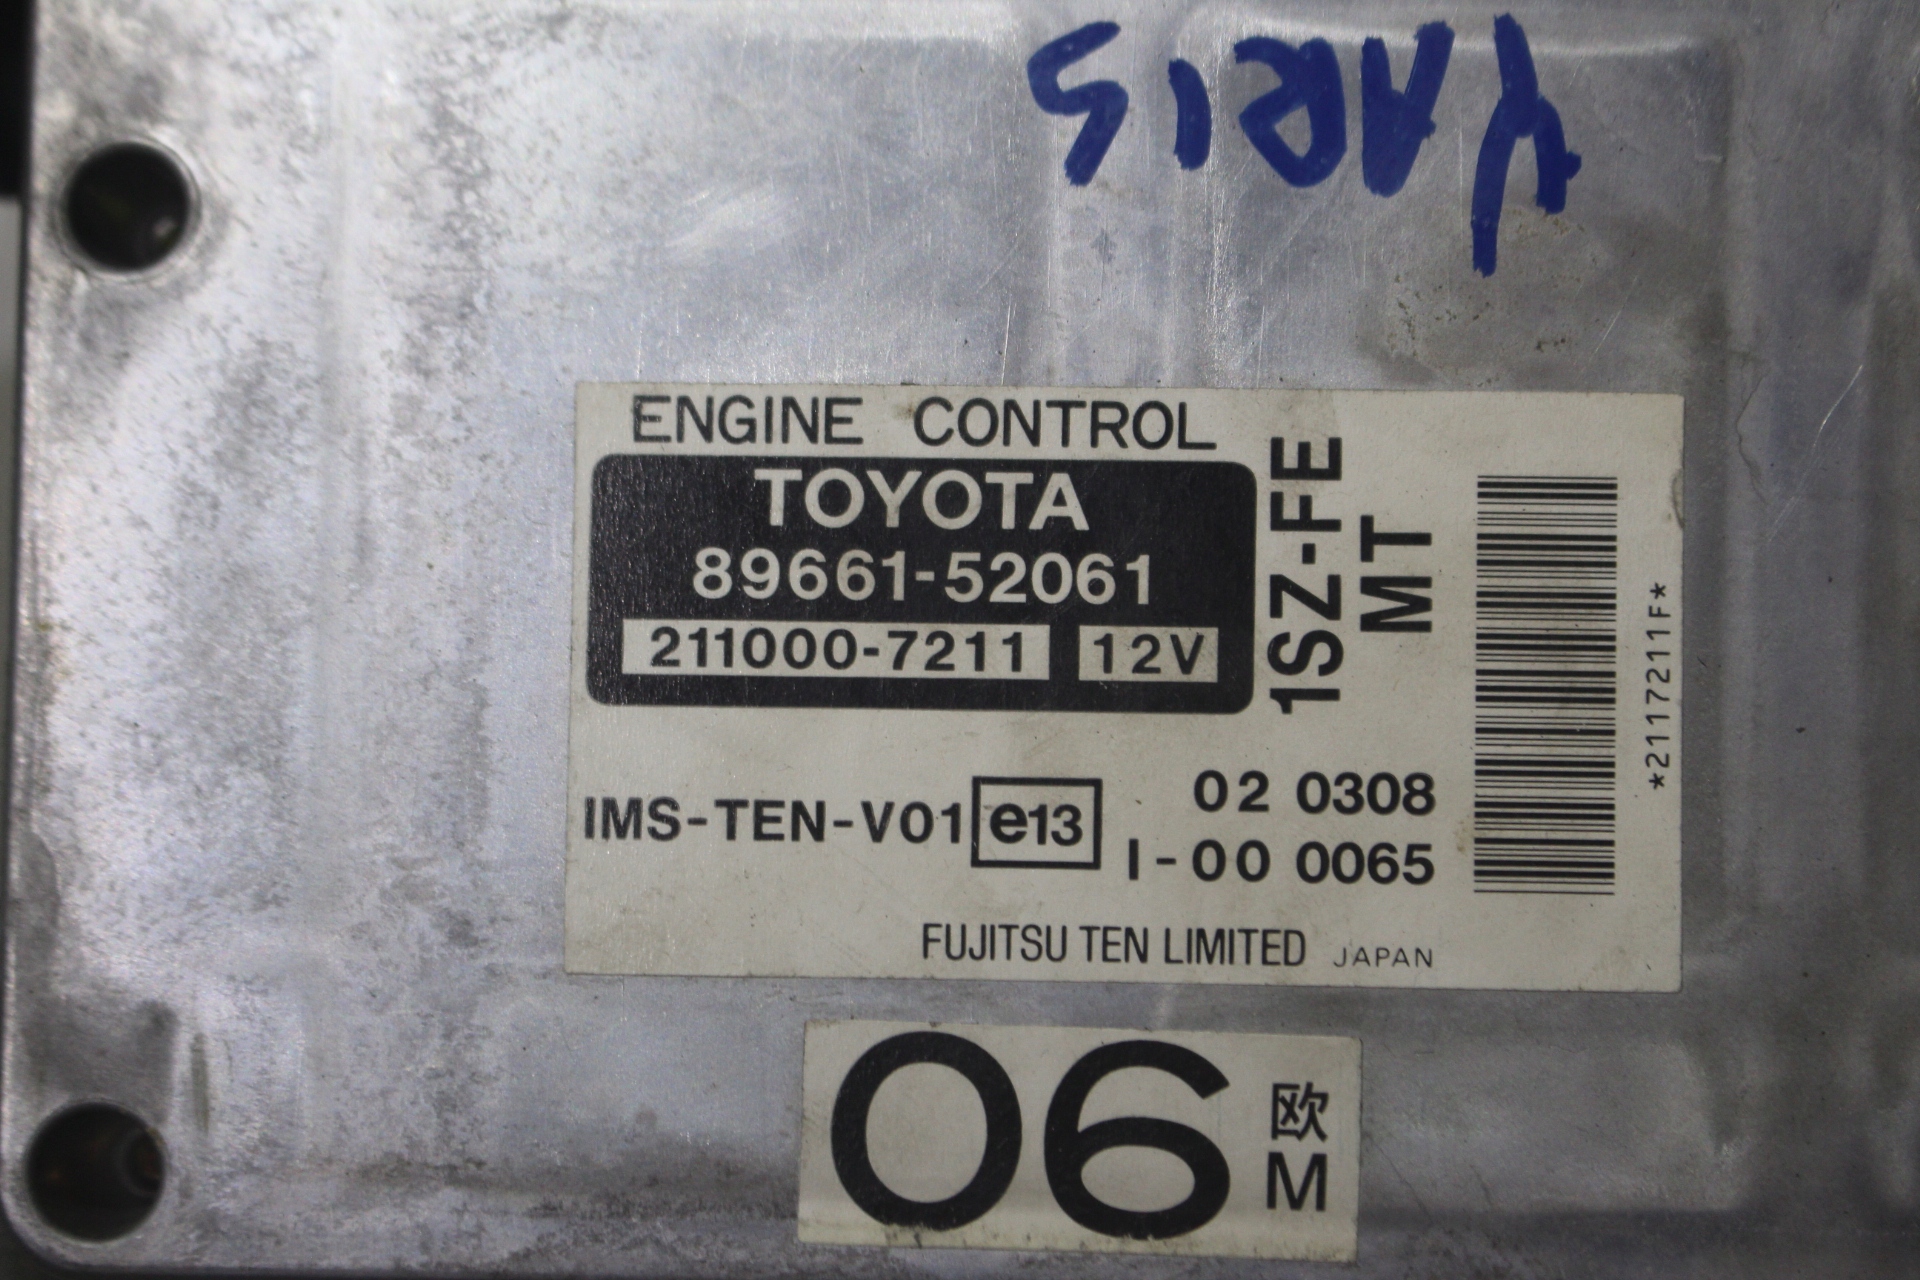 YARIS
ENGINE CONTROL
TOYOTA
89661-52061
211000-7211 12V
1SZ-FE
MT
*2117211F*
IMS-TEN-V01 e13 02 0308
I-00 0065
FUJITSU TEN LIMITED JAPAN
06 欧
M